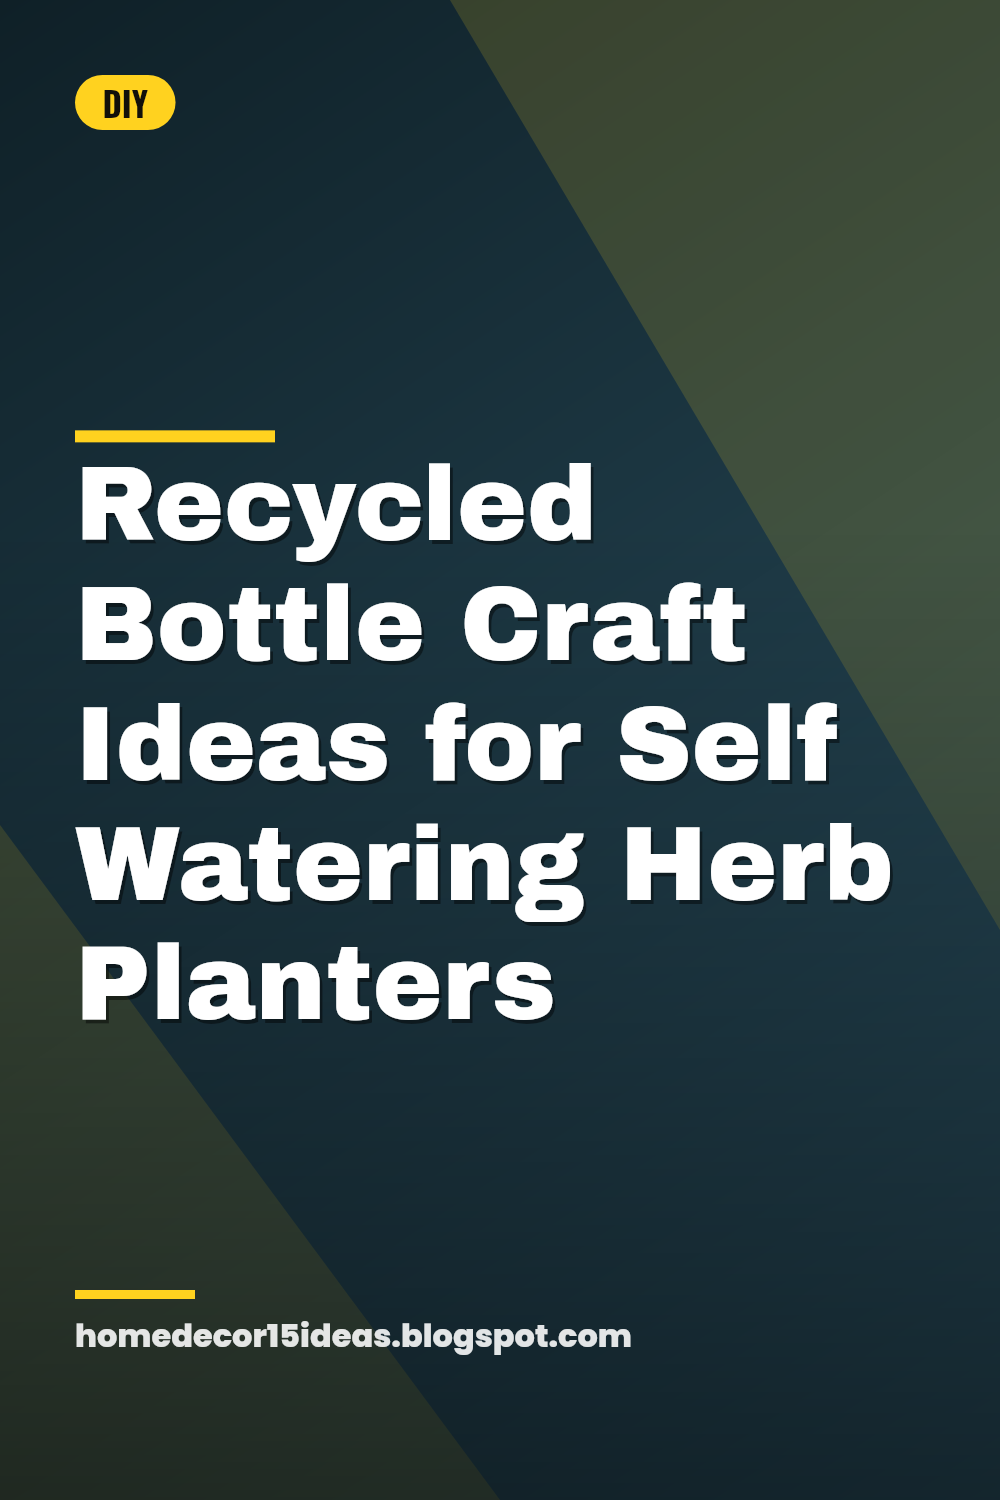 DIY
Recycled
Bottle Craft
Ideas for Self
Watering Herb
Planters
homedecor15ideas.blogspot.com